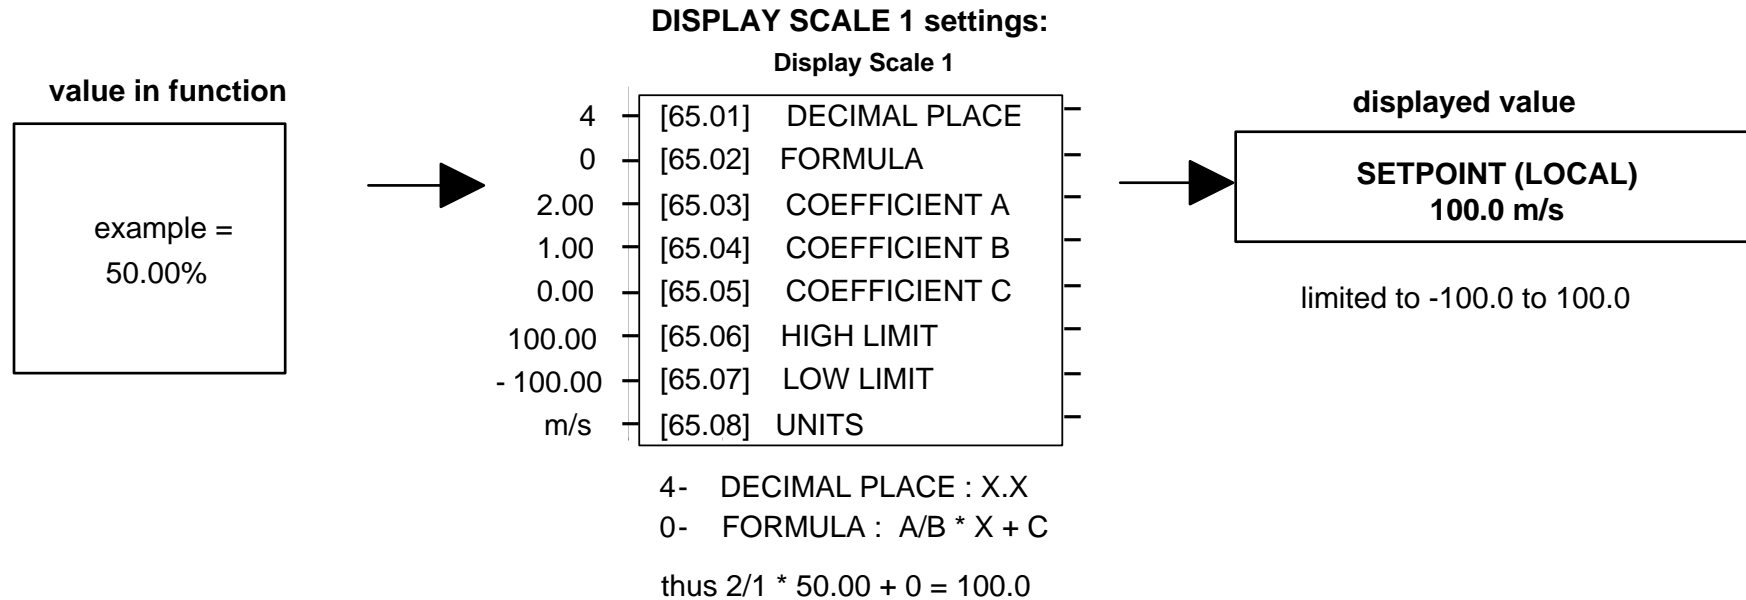 DISPLAY SCALE 1 settings:
Display Scale 1
value in function
example =
50.00%
4 [65.01] DECIMAL PLACE
0 [65.02] FORMULA
2.00 [65.03] COEFFICIENT A
1.00 [65.04] COEFFICIENT B
0.00 [65.05] COEFFICIENT C
100.00 [65.06] HIGH LIMIT
- 100.00 [65.07] LOW LIMIT
m/s [65.08] UNITS
4- DECIMAL PLACE : X.X
0- FORMULA : A/B * X + C
thus 2/1 * 50.00 + 0 = 100.0
displayed value
SETPOINT (LOCAL)
100.0 m/s
limited to -100.0 to 100.0